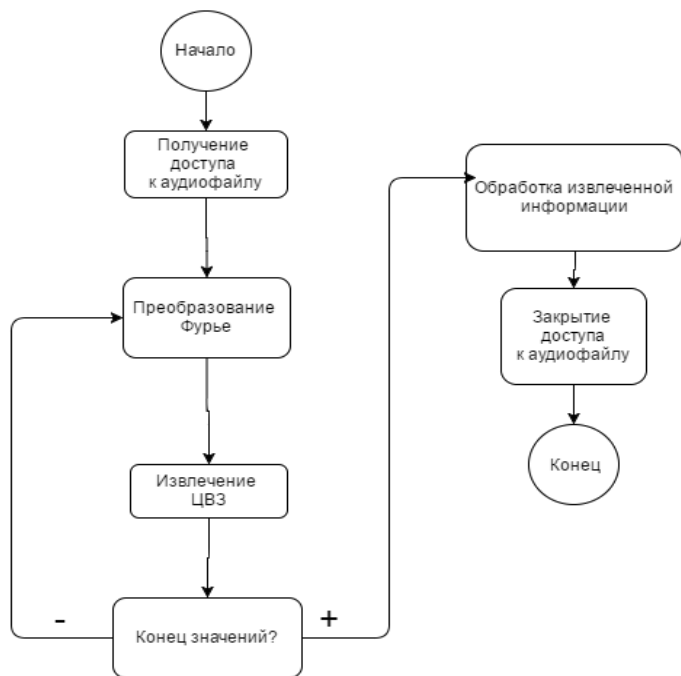 Начало
Получение
доступа
к аудиофайлу
Преобразование
Фурье
Извлечение
ЦВЗ
Конец значений?
-
+
Обработка извлеченной
информации
Закрытие
доступа
к аудиофайлу
Конец